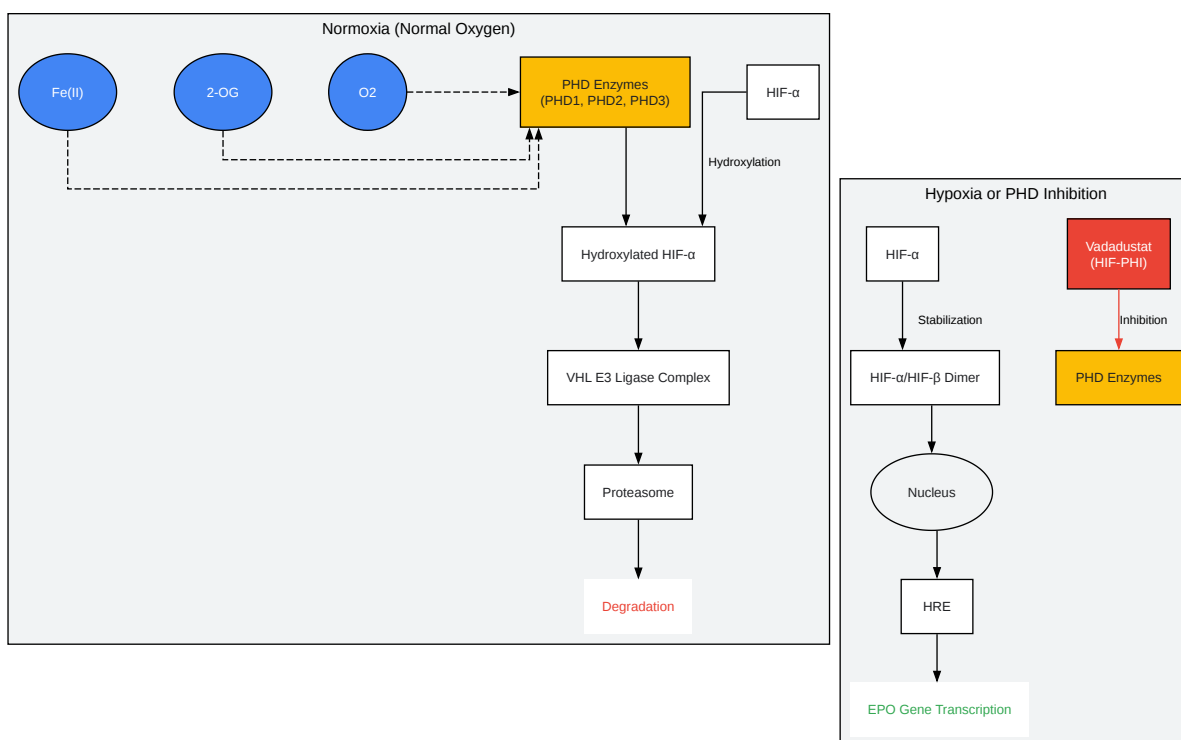 Normoxia (Normal Oxygen)
Fe(II)
2-OG
O2
PHD Enzymes
(PHD1, PHD2, PHD3)
HIF-α
Hydroxylation
Hydroxylated HIF-α
VHL E3 Ligase Complex
Proteasome
Degradation
Hypoxia or PHD Inhibition
HIF-α
Vadadustat
(HIF-PHI)
Stabilization
Inhibition
HIF-α/HIF-β Dimer
PHD Enzymes
Nucleus
HRE
EPO Gene Transcription